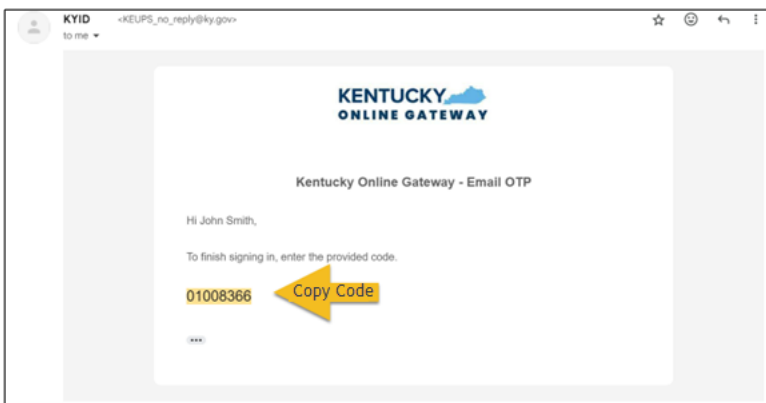 KYID <KEUPS_no_reply@ky.gov>
to me
KENTUCKY
ONLINE GATEWAY
Kentucky Online Gateway - Email OTP
Hi John Smith,
To finish signing in, enter the provided code.
01008366 Copy Code